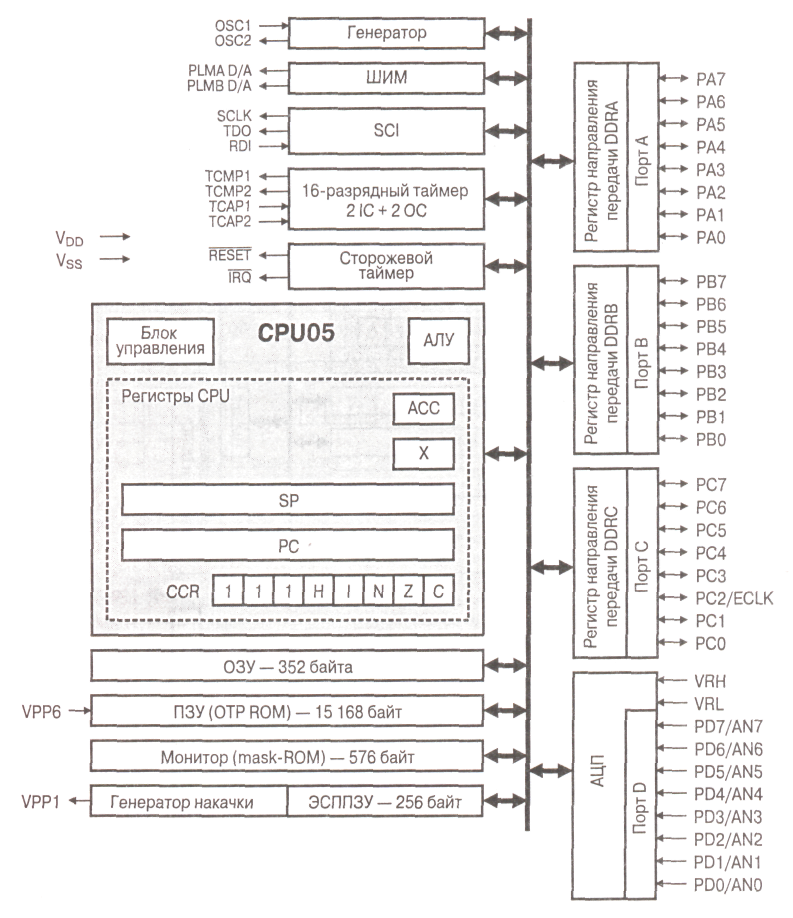 OSC1
OSC2
Генератор
PLMA D/A
PLMB D/A
ШИМ
SCLK
TDO
RDI
SCI
TCMP1
TCMP2
TCAP1
TCAP2
16-разрядный таймер
2 IC + 2 OC
VDD
VSS
RESET
IRQ
Сторожевой
таймер
CPU05
Блок
управления
АЛУ
Регистры CPU
ACC
X
SP
PC
CCR 1 1 1 H I N Z C
ОЗУ — 352 байта
VPP6
ПЗУ (OTP ROM) — 15 168 байт
Монитор (mask-ROM) — 576 байт
VPP1
Генератор накачки
ЭСППЗУ — 256 байт
Регистр направления
передачи DDRA
Порт A
PA7
PA6
PA5
PA4
PA3
PA2
PA1
PA0
Регистр направления
передачи DDRB
Порт B
PB7
PB6
PB5
PB4
PB3
PB2
PB1
PB0
Регистр направления
передачи DDRC
Порт C
PC7
PC6
PC5
PC4
PC3
PC2/ECLK
PC1
PC0
АЦП
Порт D
VRH
VRL
PD7/AN7
PD6/AN6
PD5/AN5
PD4/AN4
PD3/AN3
PD2/AN2
PD1/AN1
PD0/AN0